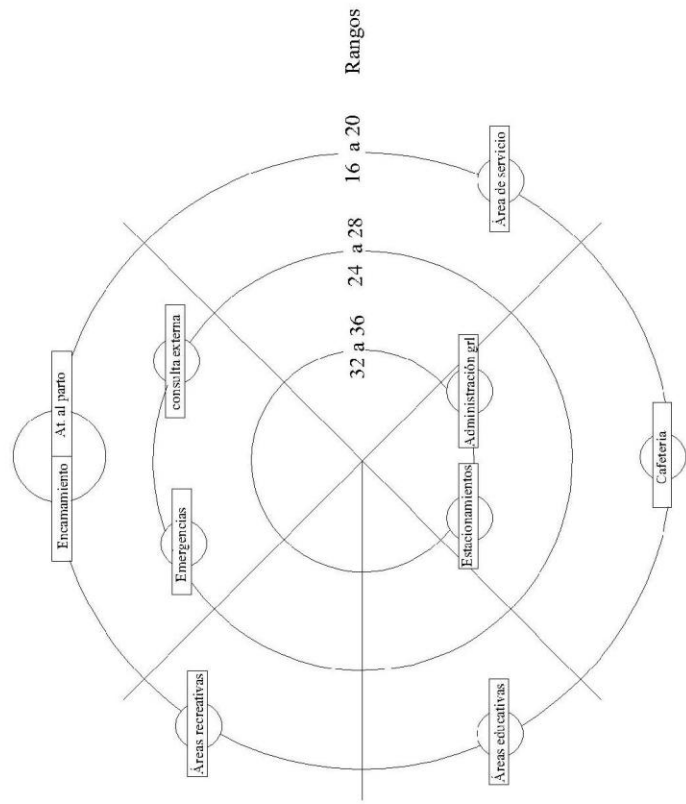 Encamamiento At. al parto
Emergencias
consulta externa
Áreas recreativas
32 a 36
24 a 28
16 a 20
Rangos
Estacionamientos
Administración grl
Áreas educativas
Área de servicio
Cafeteria